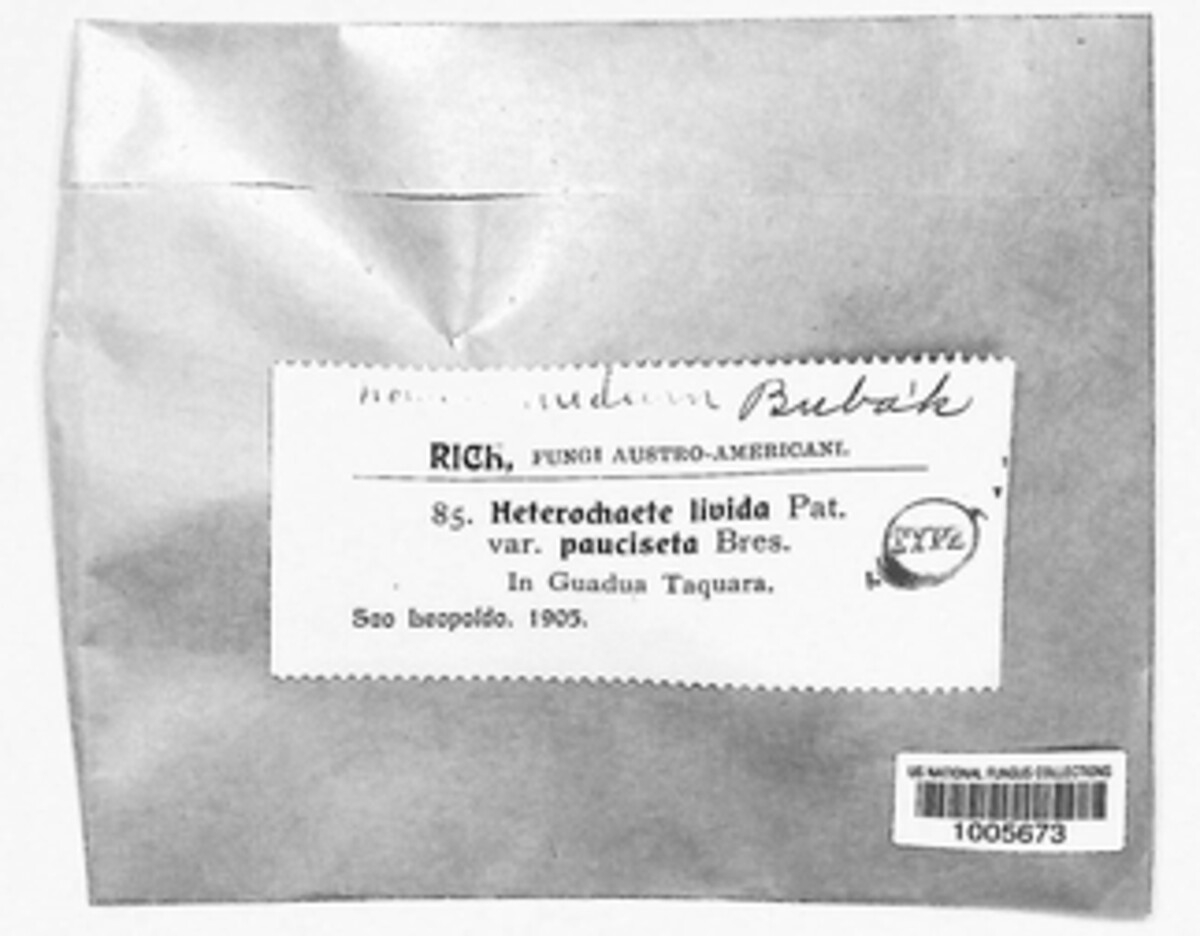 Bubák
RICh, FUNGI AUSTRO-AMERICANI.
85. Heterochaete livida Pat.
var. pauciseta Bres.
TYPE
In Guadua Taquara.
Sao Leopoldo. 1905.
US NATIONAL FUNGUS COLLECTIONS
1005673